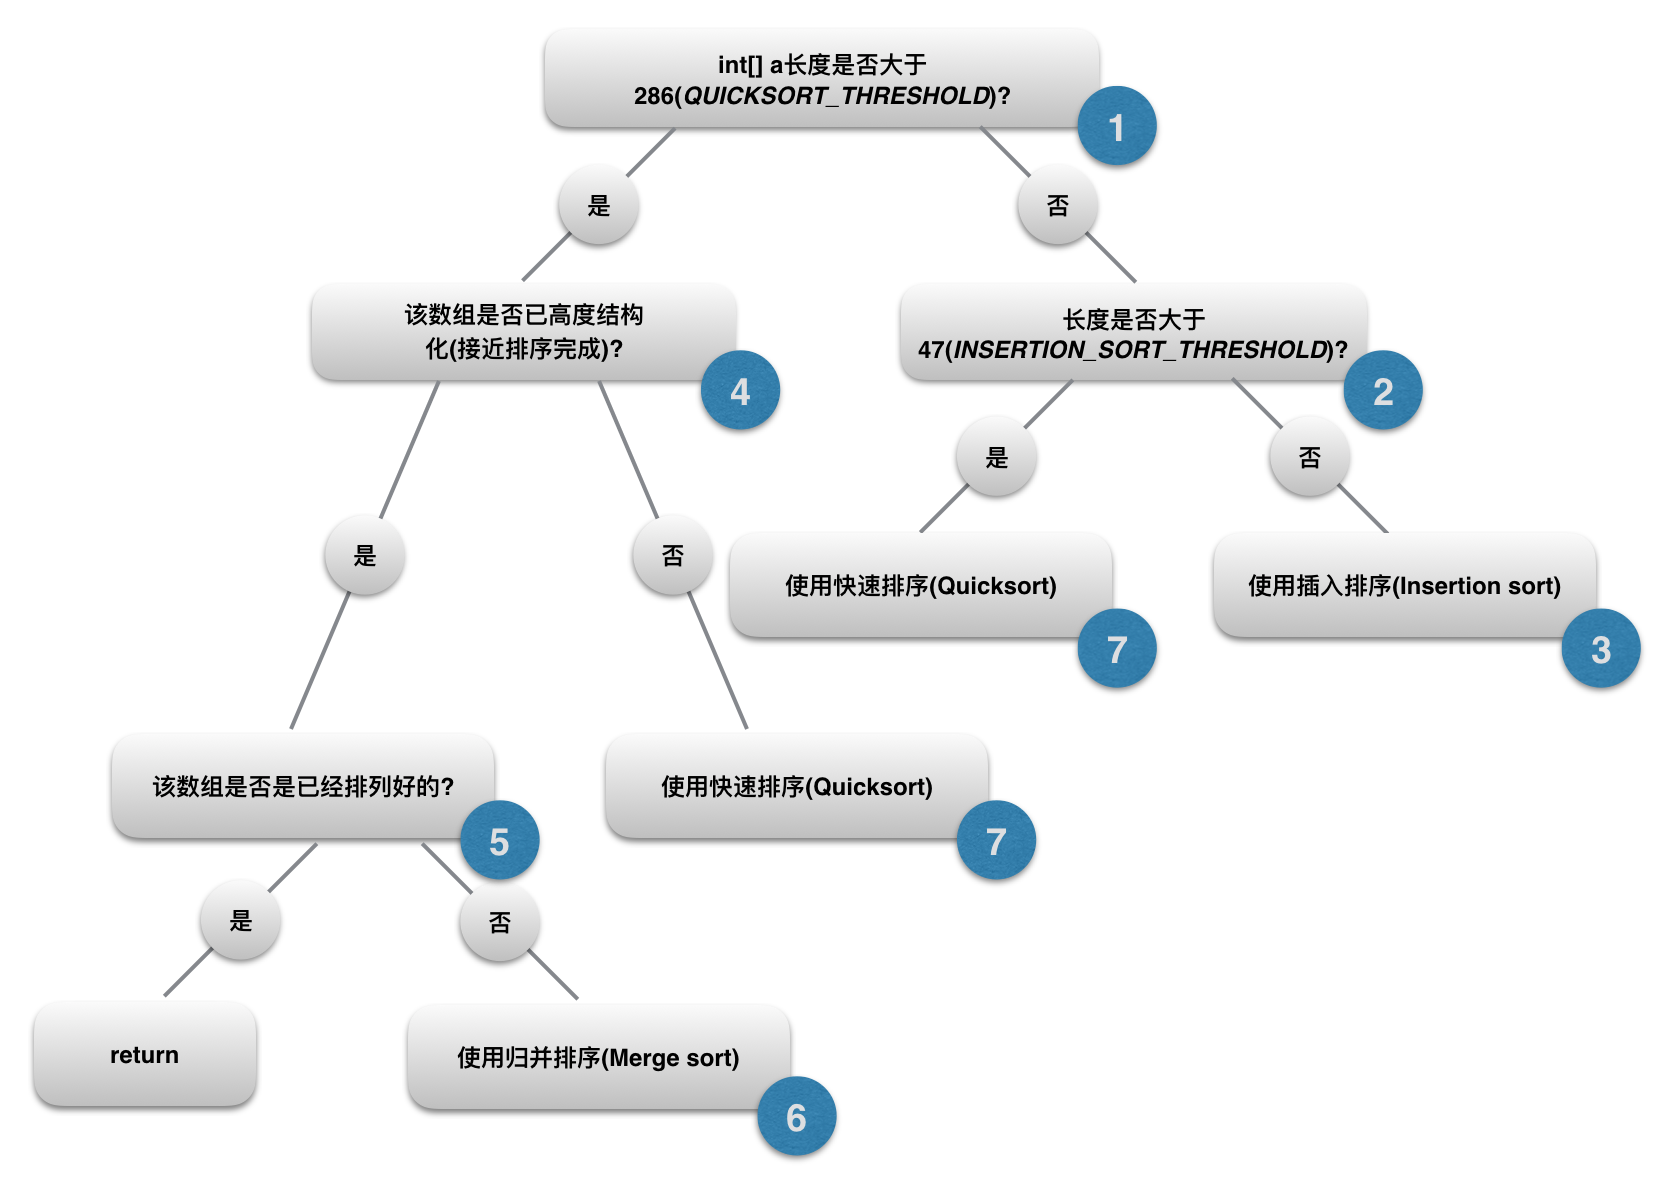 int[] a长度是否大于
286(QUICKSORT_THRESHOLD)?
1
是
否
该数组是否已高度结构
化(接近排序完成)?
4
长度是否大于
47(INSERTION_SORT_THRESHOLD)?
2
是
否
是
否
使用快速排序(Quicksort)
7
使用插入排序(Insertion sort)
3
该数组是否是已经排列好的?
5
使用快速排序(Quicksort)
7
是
否
return
使用归并排序(Merge sort)
6